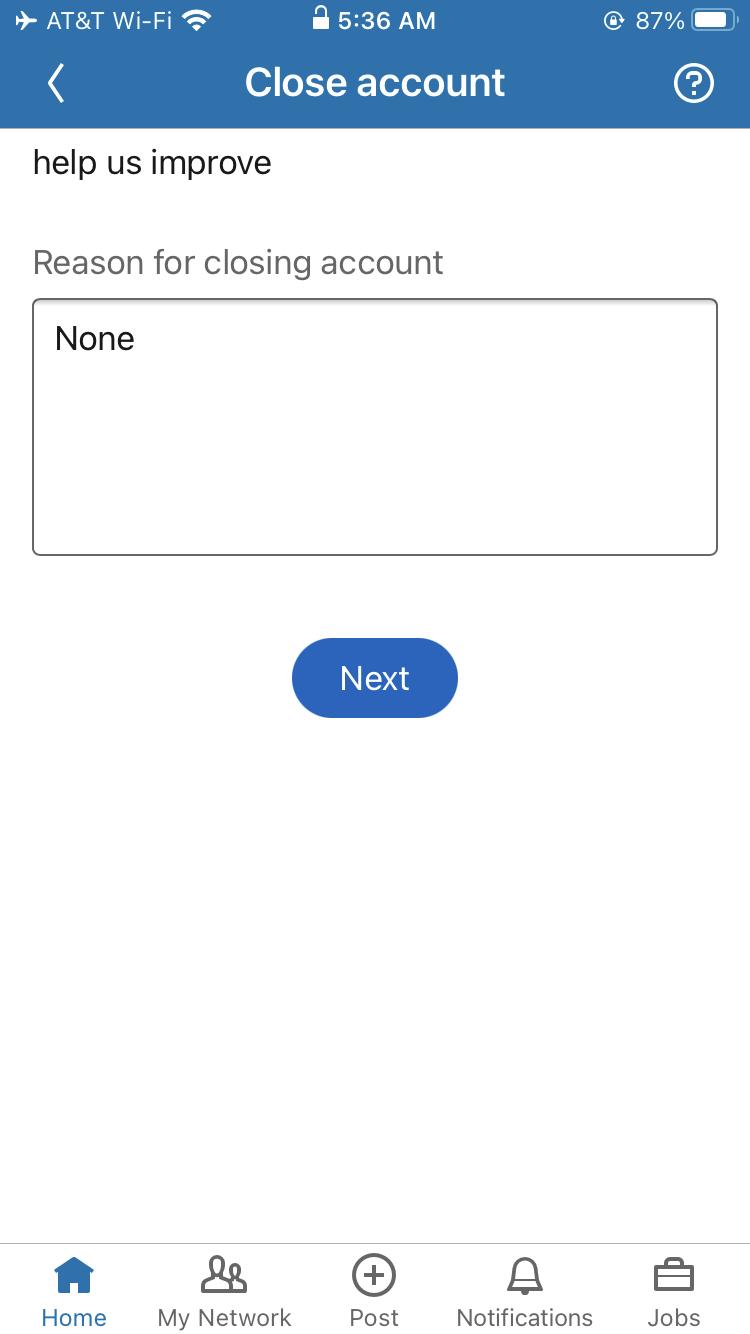 AT&T Wi-Fi 5:36 AM 87%
Close account
help us improve
Reason for closing account
None
Next
Home My Network Post Notifications Jobs